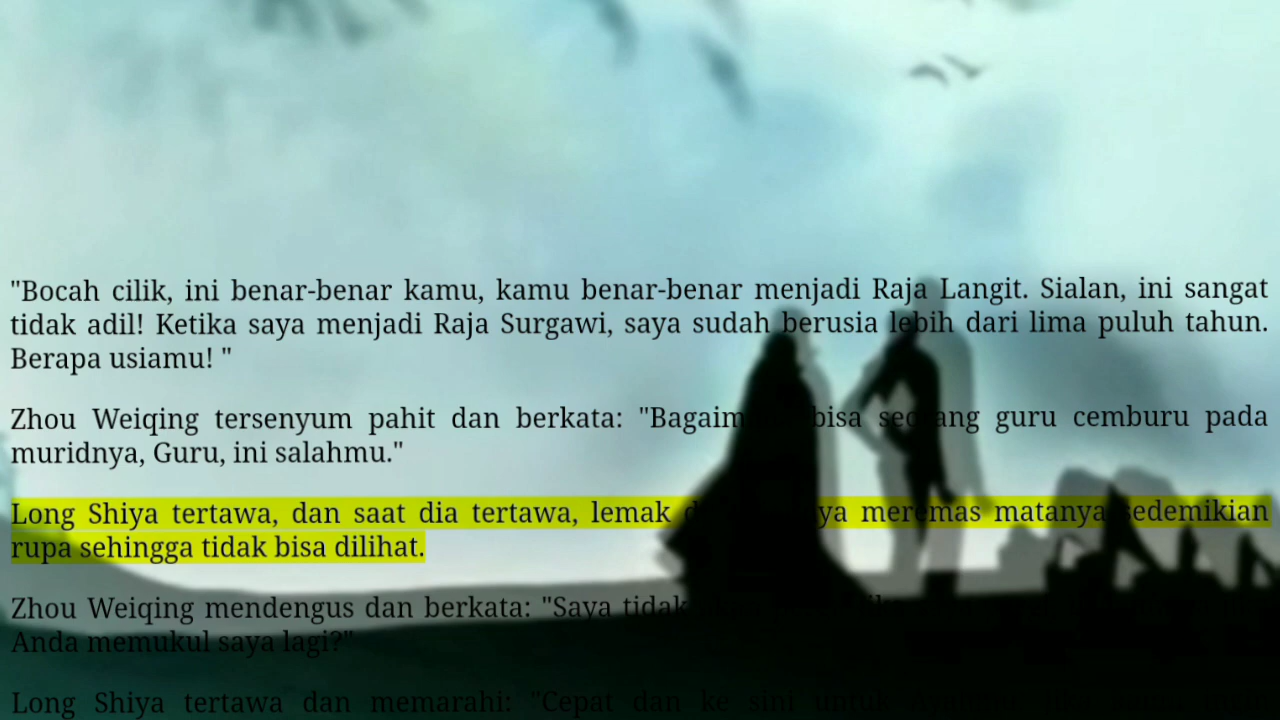 "Bocah cilik, ini benar-benar kamu, kamu benar-benar menjadi Raja Langit. Sialan, ini sangat
tidak adil! Ketika saya menjadi Raja Surgawi, saya sudah berusia lebih dari lima puluh tahun.
Berapa usiamu! "
Zhou Weiqing tersenyum pahit dan berkata: "Bagaimana bisa seorang guru cemburu pada
muridnya, Guru, ini salahmu."
Long Shiya tertawa, dan saat dia tertawa, lemak meremas matanya sedemikian
rupa sehingga tidak bisa dilihat.
Zhou Weiqing mendengus dan berkata: "Saya tidak
Anda memukul saya lagi?"
Long Shiya tertawa dan memarahi: "Cepat dan ke sini untuk